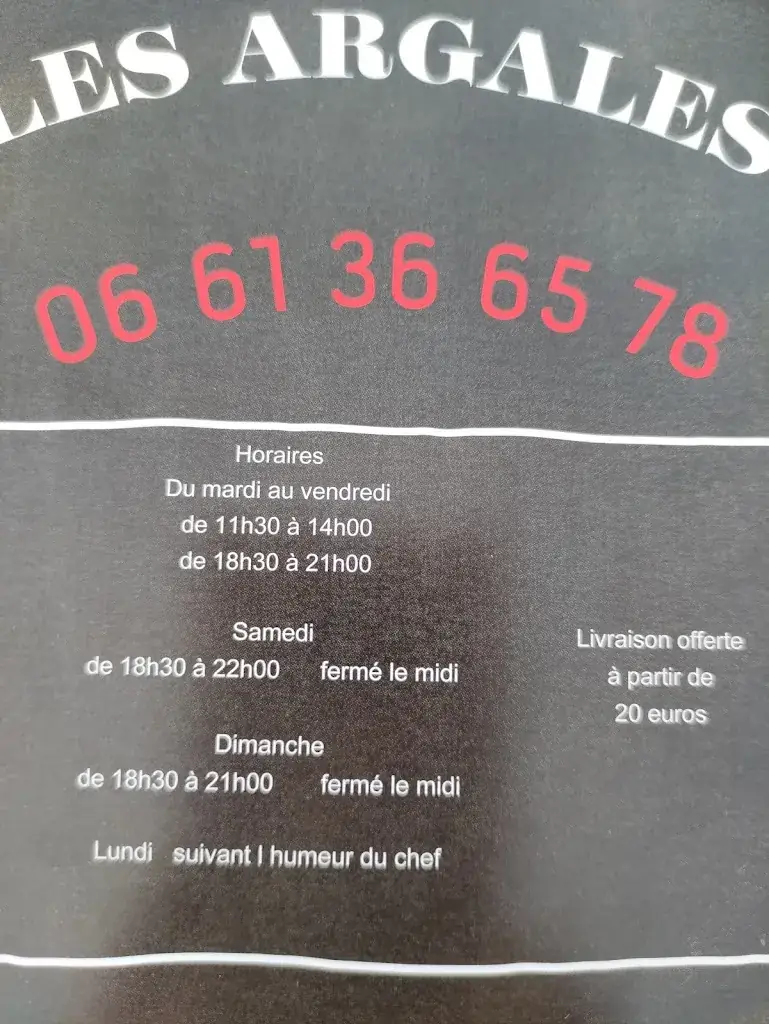 LES ARGALES
06 61 36 65 78
Horaires
Du mardi au vendredi
de 11h30 à 14h00
de 18h30 à 21h00
Samedi
de 18h30 à 22h00 fermé le midi
Dimanche
de 18h30 à 21h00 fermé le midi
Lundi suivant l humeur du chef
Livraison offerte
à partir de
20 euros